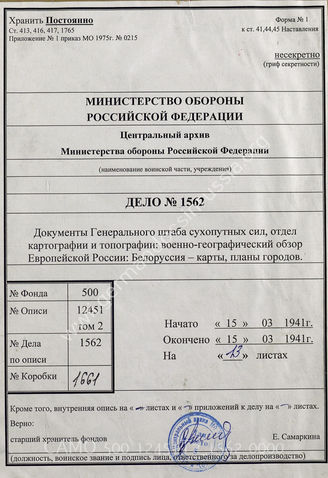 Хранить Постоянно
Ст. 413, 416, 417, 1765
Приложение № 1 приказ МО 1975г. № 0215
Форма № 1
к ст. 41,44,45 Наставления
несекретно
(гриф секретности)
МИНИСТЕРСТВО ОБОРОНЫ
РОССИЙСКОЙ ФЕДЕРАЦИИ
Центральный архив
Министерства обороны Российской Федерации
(наименование воинской части, учреждения)
ДЕЛО № 1562
Документы Генерального штаба сухопутных сил, отдел
картографии и топографии: военно-географический обзор
Европейской России: Белоруссия – карты, планы городов.
№ Фонда 500
№ Описи 12451
том 2
№ Дела 1562
по описи
№ Коробки 1661
Начато « 15 » 03 1941г.
Окончено « 15 » 03 1941г.
На « 13 » листах
Кроме того, внутренняя опись на « – » листах и « – » приложений к делу на « – » листах.
Верно:
старший хранитель фондов Е. Самаркина
(должность, воинское звание и подпись лица, ответственного за делопроизводство)